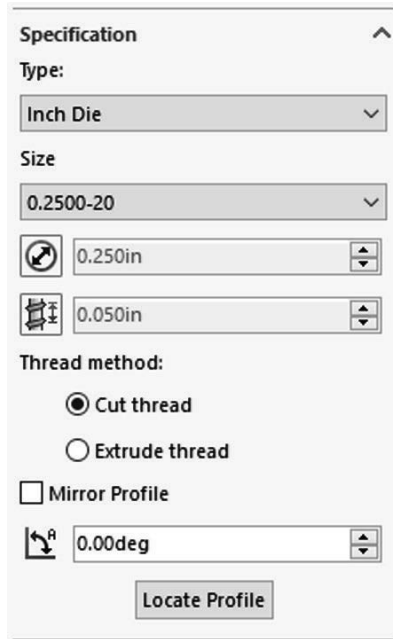 Specification
Type:
Inch Die
Size
0.2500-20
0.250in
0.050in
Thread method:
Cut thread
Extrude thread
Mirror Profile
A
0.00deg
Locate Profile